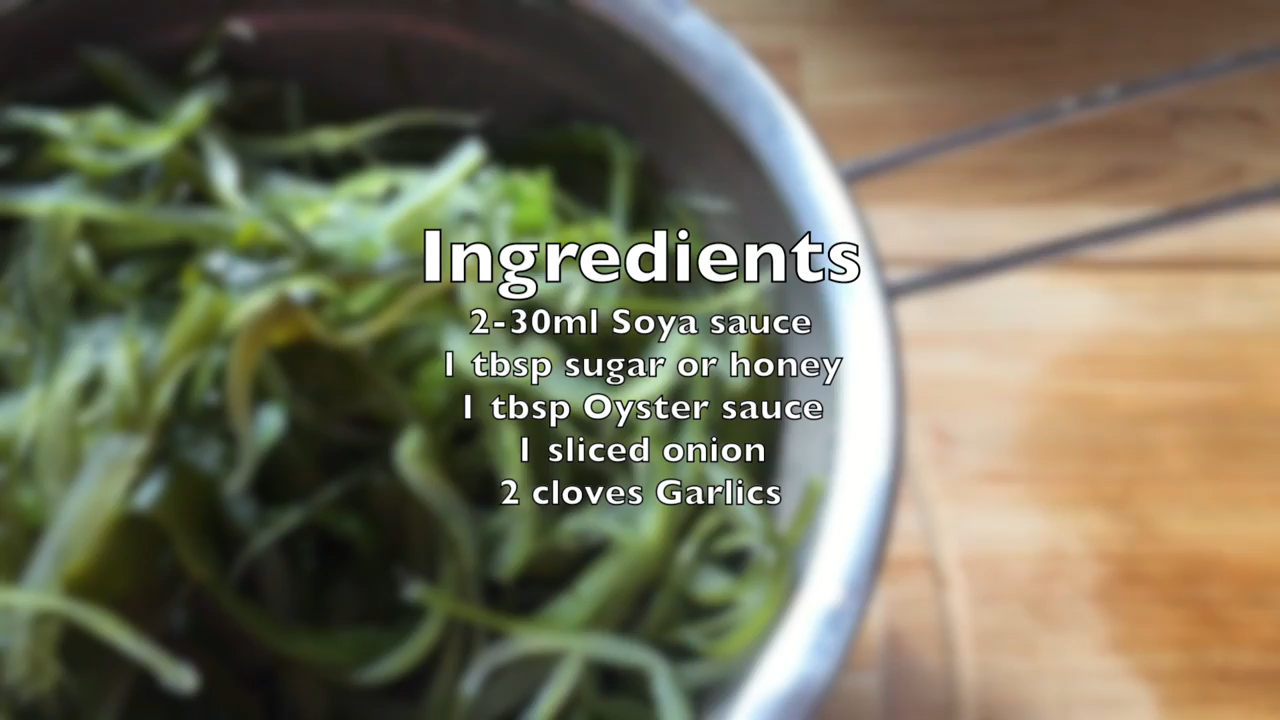 Ingredients
2-30ml Soya sauce
1 tbsp sugar or honey
1 tbsp Oyster sauce
1 sliced onion
2 cloves Garlics